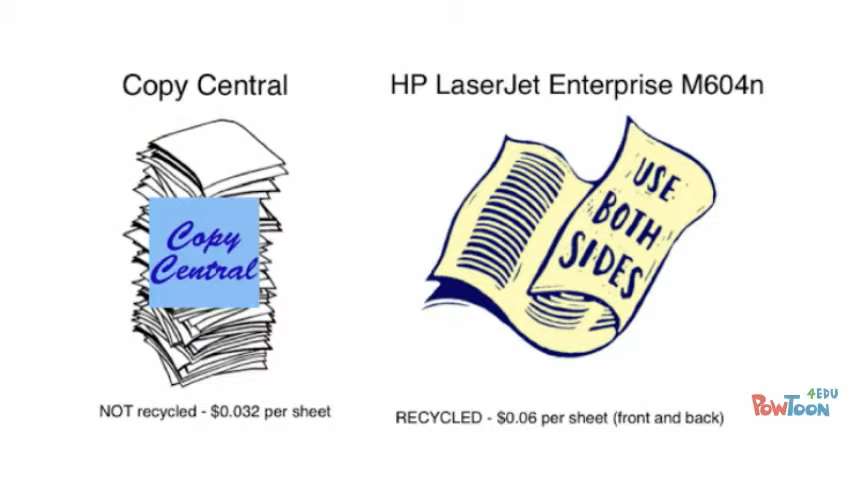 Copy Central
HP LaserJet Enterprise M604n
Copy
Central
USE
BOTH
SIDES
NOT recycled - $0.032 per sheet
RECYCLED - $0.06 per sheet (front and back)
4EDU
POWTOON